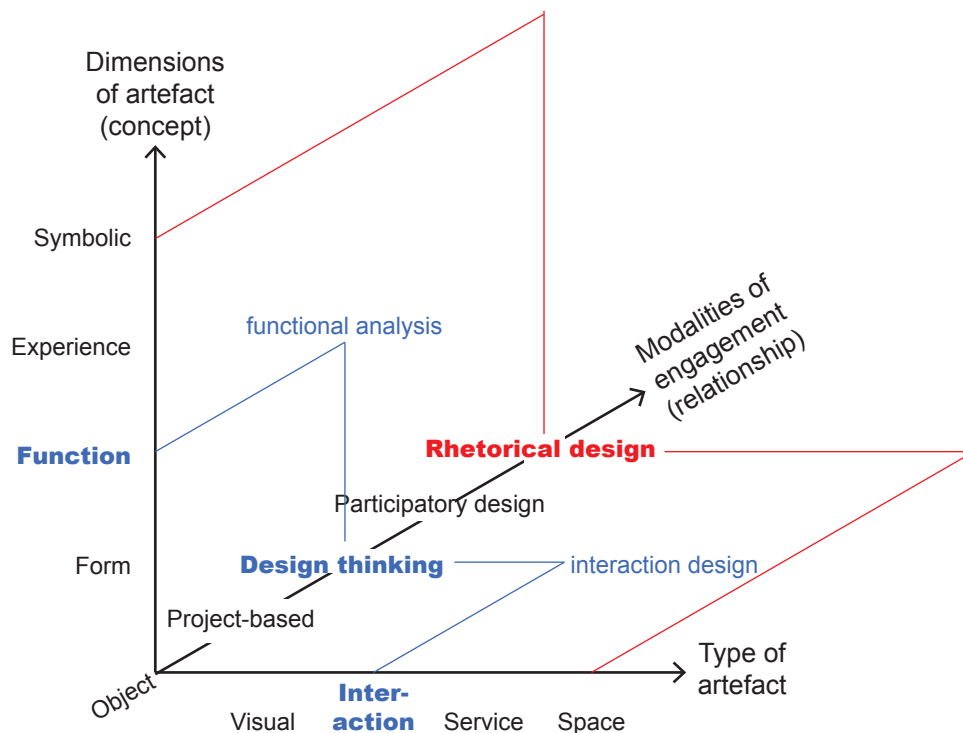 Dimensions
of artefact
(concept)
Symbolic
Experience
Function
Form
functional analysis
Modalities of
engagement
(relationship)
Rhetorical design
Participatory design
Design thinking
interaction design
Project-based
Object
Visual
Inter-
action
Service
Space
Type of
artefact